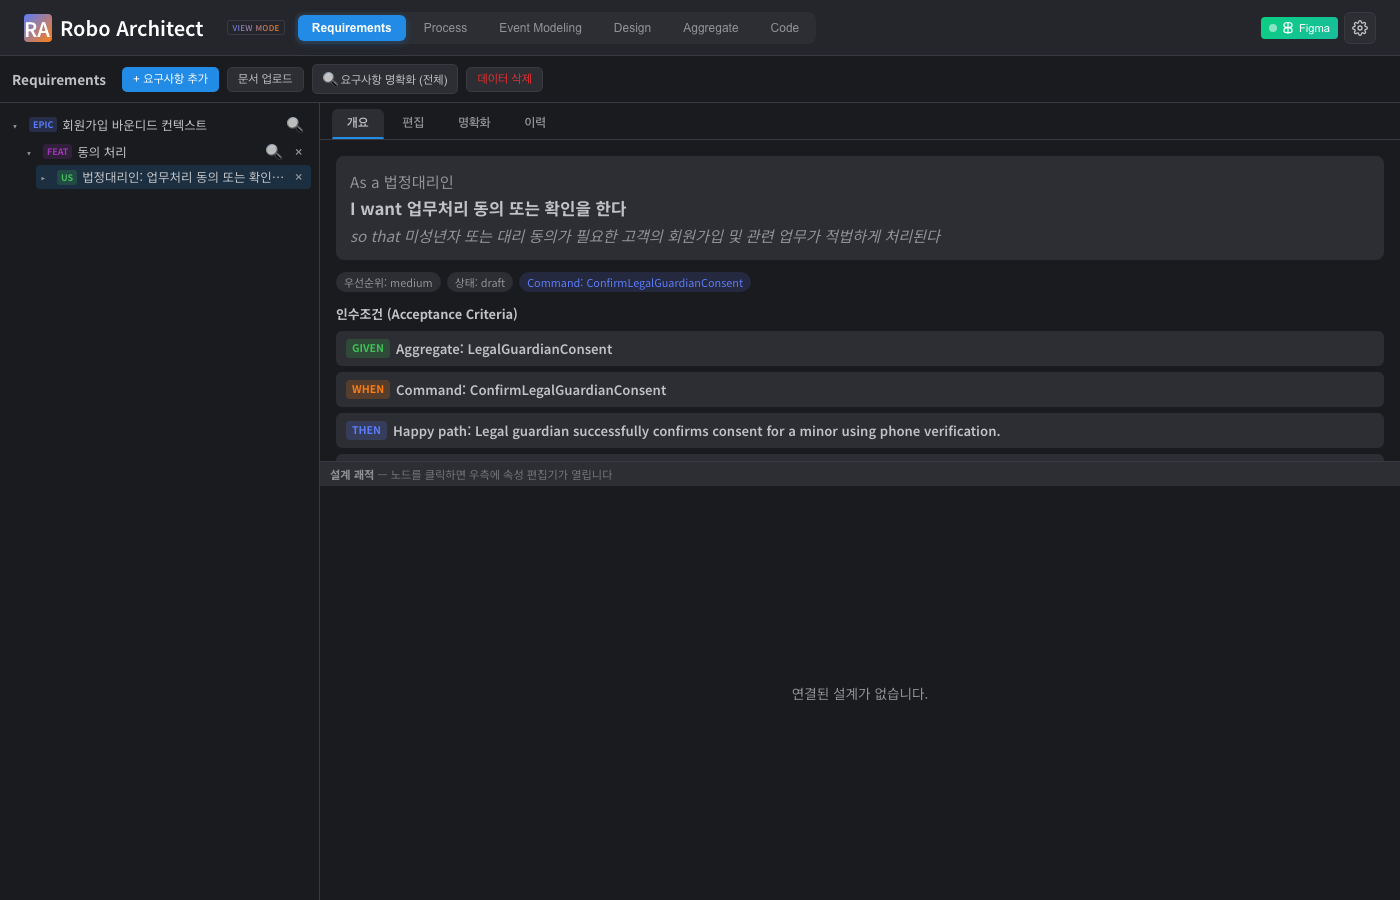 RA Robo Architect VIEW MODE Requirements Process Event Modeling Design Aggregate Code Figma
Requirements + 요구사항 추가 문서 업로드 요구사항 명확화 (전체) 데이터 삭제
EPIC 회원가입 바운디드 컨텍스트
FEAT 동의 처리 ×
US 법정대리인: 업무처리 동의 또는 확인… ×
개요 편집 명확화 이력
As a 법정대리인
I want 업무처리 동의 또는 확인을 한다
so that 미성년자 또는 대리 동의가 필요한 고객의 회원가입 및 관련 업무가 적법하게 처리된다
우선순위: medium 상태: draft Command: ConfirmLegalGuardianConsent
인수조건 (Acceptance Criteria)
GIVEN Aggregate: LegalGuardianConsent
WHEN Command: ConfirmLegalGuardianConsent
THEN Happy path: Legal guardian successfully confirms consent for a minor using phone verification.
설계 궤적 — 노드를 클릭하면 우측에 속성 편집기가 열립니다
연결된 설계가 없습니다.